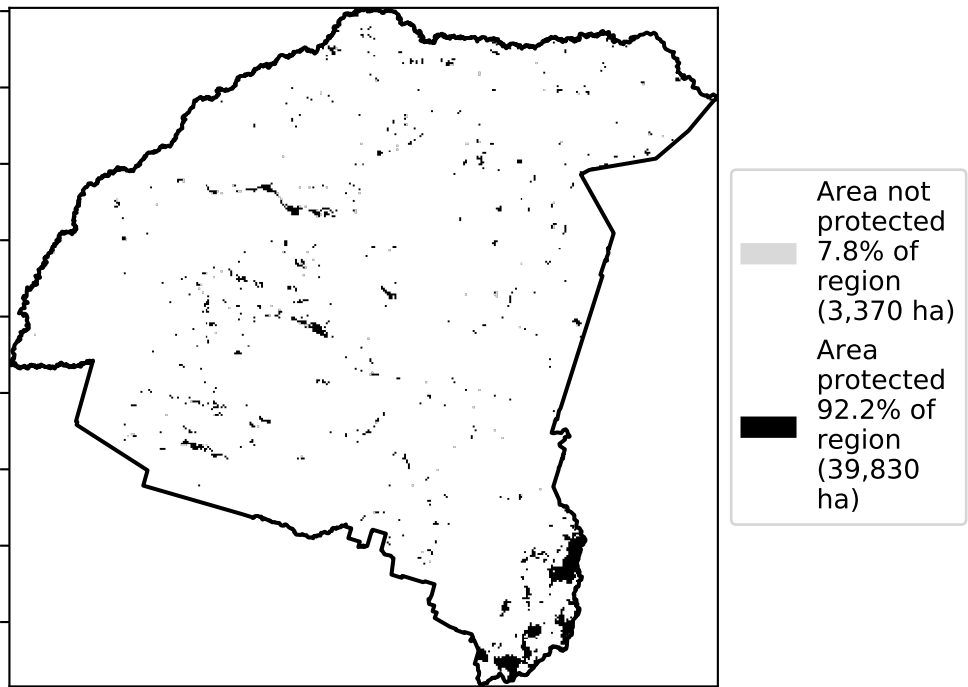 Area not
protected
7.8% of
region
(3,370 ha)
Area
protected
92.2% of
region
(39,830
ha)